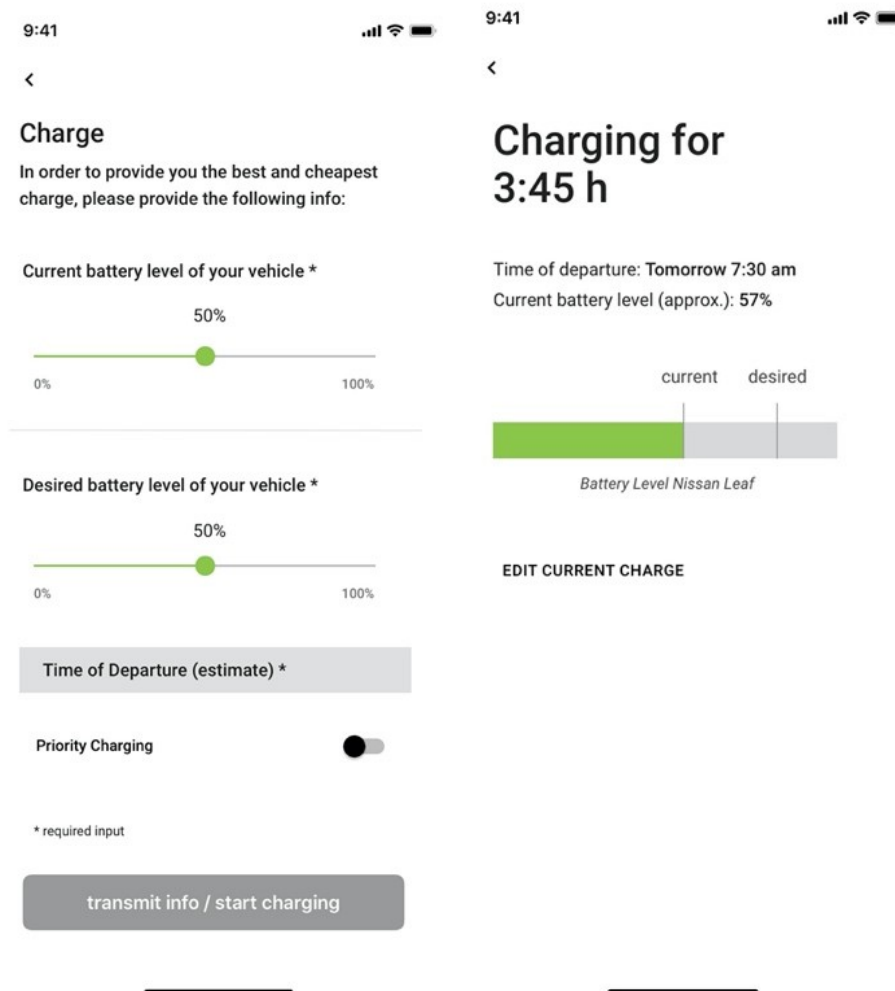 9:41
Charge
In order to provide you the best and cheapest
charge, please provide the following info:
Current battery level of your vehicle *
50%
0% 100%
Desired battery level of your vehicle *
50%
0% 100%
Time of Departure (estimate) *
Priority Charging
* required input
transmit info / start charging
9:41
Charging for
3:45 h
Time of departure: Tomorrow 7:30 am
Current battery level (approx.): 57%
current desired
Battery Level Nissan Leaf
EDIT CURRENT CHARGE